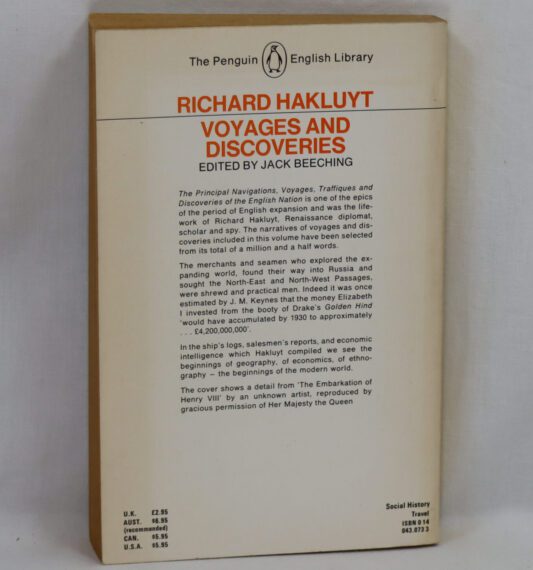 The Penguin English Library
RICHARD HAKLUYT
VOYAGES AND
DISCOVERIES
EDITED BY JACK BEECHING
The Principal Navigations, Voyages, Traffiques and
Discoveries of the English Nation is one of the epics
of the period of English expansion and was the life-
work of Richard Hakluyt, Renaissance diplomat,
scholar and spy. The narratives of voyages and dis-
coveries included in this volume have been selected
from its total of a million and a half words.
The merchants and seamen who explored the ex-
panding world, found their way into Russia and
sought the North-East and North-West Passages,
were shrewd and practical men. Indeed it was once
estimated by J. M. Keynes that the money Elizabeth
I invested from the booty of Drake's Golden Hind
'would have accumulated by 1930 to approximately
. . . £4,200,000,000'.
In the ship's logs, salesmen's reports, and economic
intelligence which Hakluyt compiled we see the
beginnings of geography, of economics, of ethno-
graphy – the beginnings of the modern world.
The cover shows a detail from 'The Embarkation of
Henry VIII' by an unknown artist, reproduced by
gracious permission of Her Majesty the Queen
U.K. £2.95
AUST. $6.95
(recommended)
CAN. $5.95
U.S.A. $5.95
Social History
Travel
ISBN 0 14
043.073 3